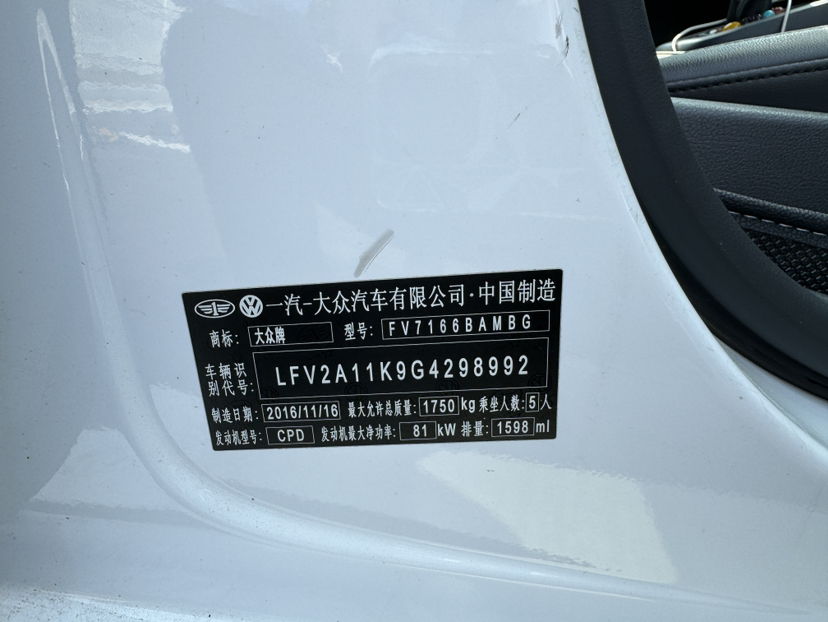 一汽-大众汽车有限公司·中国制造
商标: 大众牌 型号: FV7166BAMBG
车辆识别代号: LFV2A11K9G4298992
制造日期: 2016/11/16 最大允许总质量: 1750 kg 乘坐人数: 5 人
发动机型号: CPD 发动机最大净功率: 81 kW 排量: 1598 ml